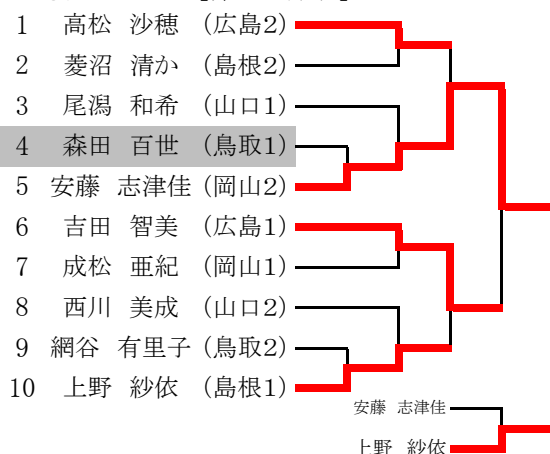 1 高松 沙穂 (広島2)
2 菱沼 清か (島根2)
3 尾潟 和希 (山口1)
4 森田 百世 (鳥取1)
5 安藤 志津佳 (岡山2)
6 吉田 智美 (広島1)
7 成松 亜紀 (岡山1)
8 西川 美成 (山口2)
9 網谷 有里子 (鳥取2)
10 上野 紗依 (島根1)
安藤 志津佳
上野 紗依